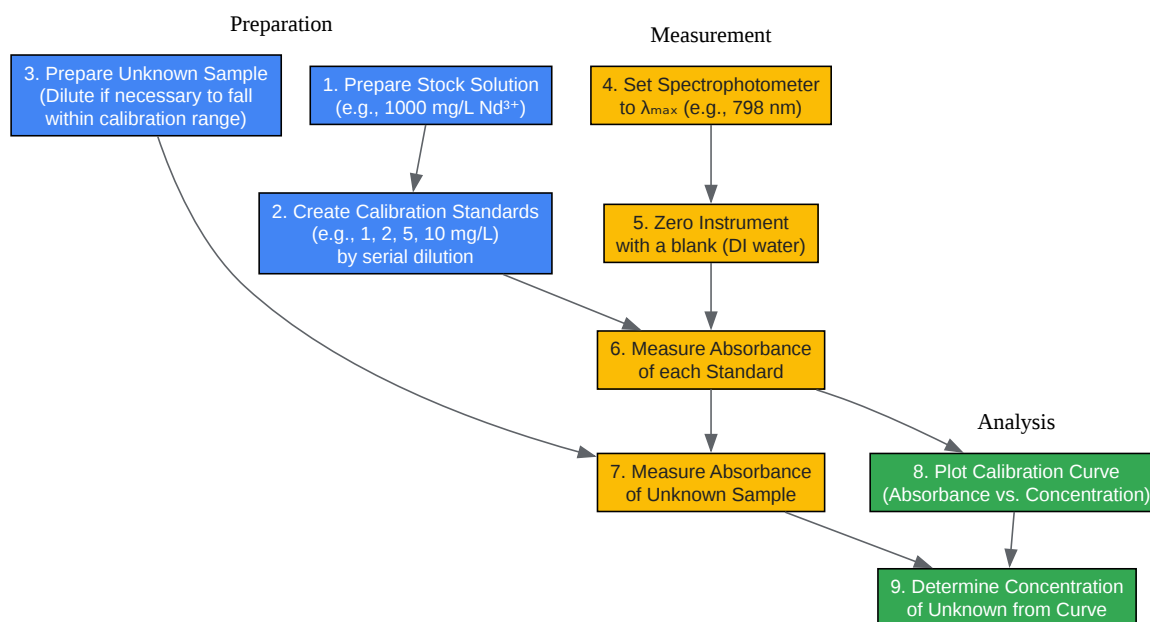 Preparation
3. Prepare Unknown Sample
(Dilute if necessary to fall
within calibration range)
1. Prepare Stock Solution
(e.g., 1000 mg/L Nd³⁺)
2. Create Calibration Standards
(e.g., 1, 2, 5, 10 mg/L)
by serial dilution
Measurement
4. Set Spectrophotometer
to λₘₐₓ (e.g., 798 nm)
5. Zero Instrument
with a blank (DI water)
6. Measure Absorbance
of each Standard
7. Measure Absorbance
of Unknown Sample
Analysis
8. Plot Calibration Curve
(Absorbance vs. Concentration)
9. Determine Concentration
of Unknown from Curve